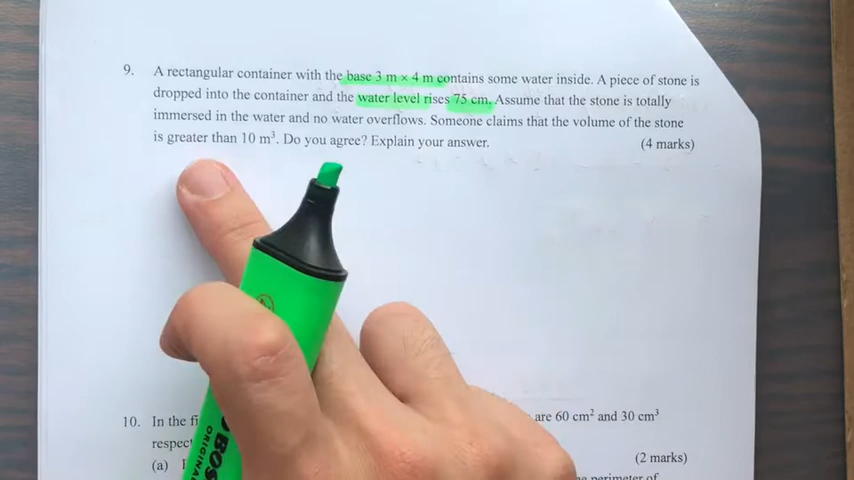 9. A rectangular container with the base 3 m × 4 m contains some water inside. A piece of stone is
dropped into the container and the water level rises 75 cm. Assume that the stone is totally
immersed in the water and no water overflows. Someone claims that the volume of the stone
is greater than 10 m³. Do you agree? Explain your answer.
(4 marks)
10. In the
are 60 cm² and 30 cm³
(2 marks)
(a)
perimeter of
BOS
ORIGINAL